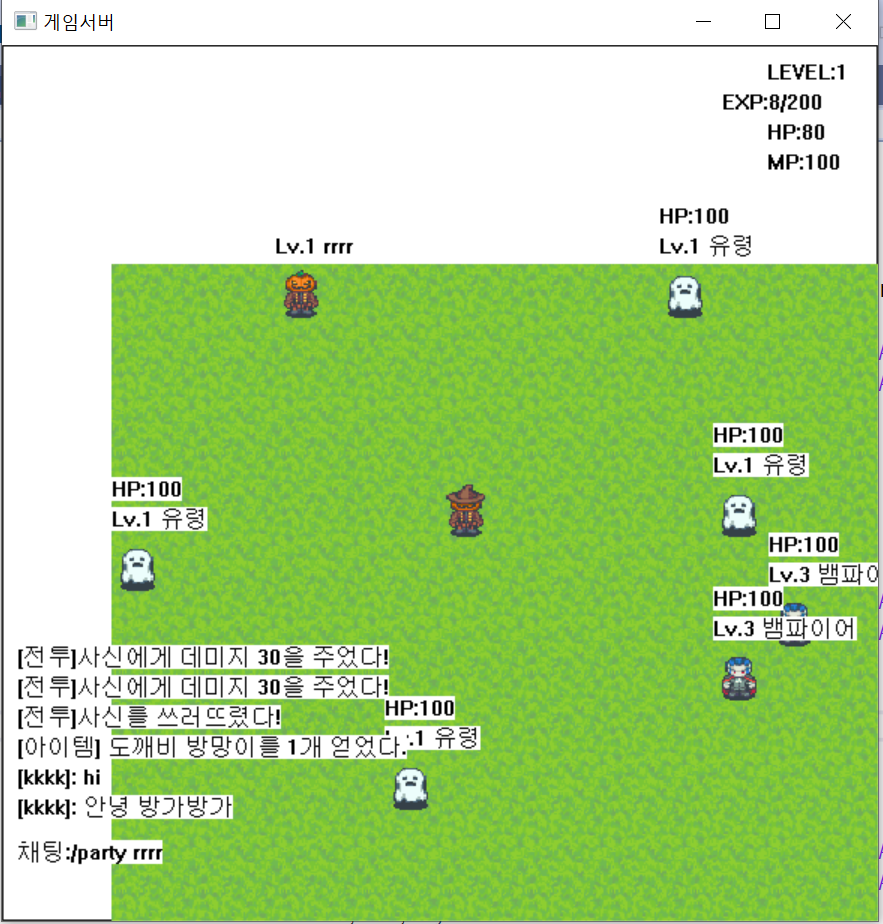 게임서버
LEVEL:1
EXP:8/200
HP:80
MP:100
HP:100
Lv.1 유령
Lv.1 rrrr
HP:100
Lv.1 유령
HP:100
Lv.1 유령
HP:100
Lv.3 뱀파이
HP:100
Lv.3 뱀파이어
[전투]사신에게 데미지 30을 주었다!
[전투]사신에게 데미지 30을 주었다!
[전투]사신를 쓰러뜨렸다!
HP:100
.1 유령
[아이템] 도깨비 방망이를 1개 얻었다.
[kkkk]: hi
[kkkk]: 안녕 방가방가
채팅:/party rrrr